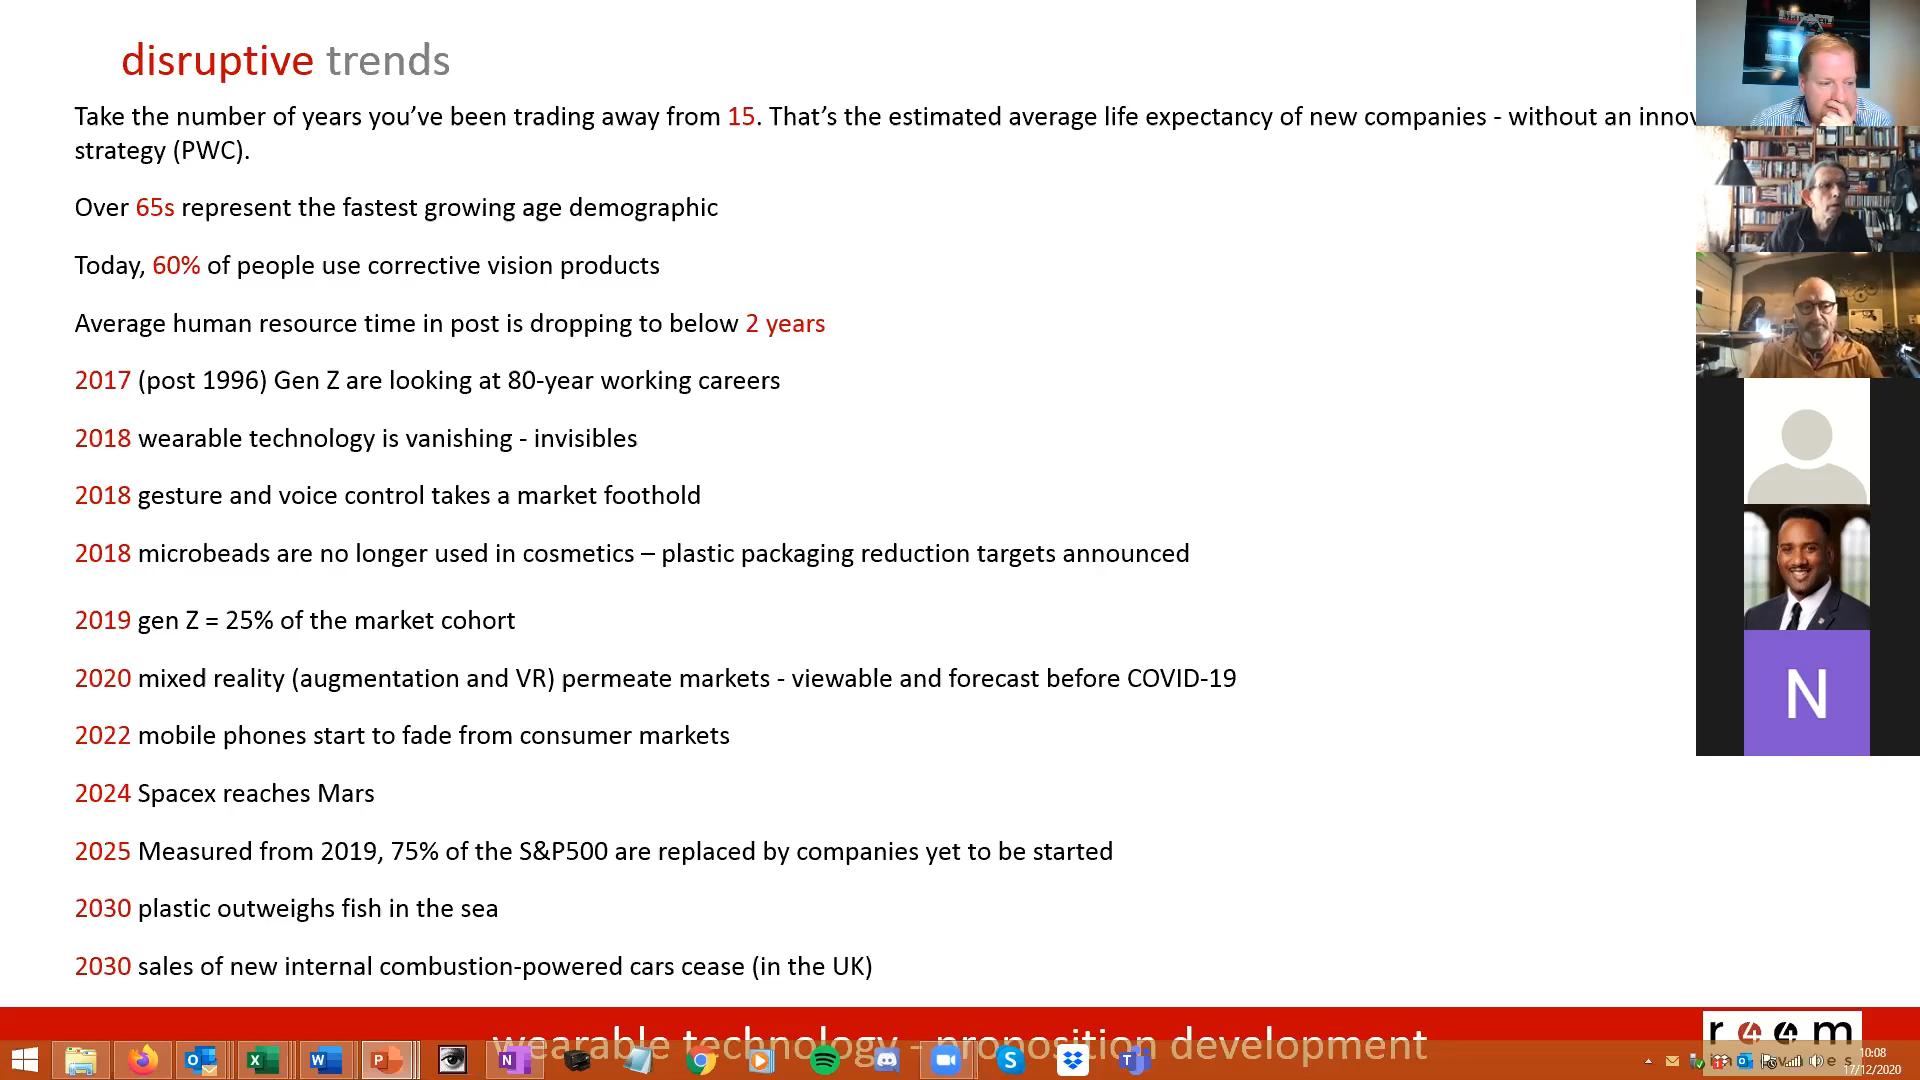 disruptive trends
Take the number of years you’ve been trading away from 15. That’s the estimated average life expectancy of new companies - without an
strategy (PWC).
Over 65s represent the fastest growing age demographic
Today, 60% of people use corrective vision products
Average human resource time in post is dropping to below 2 years
2017 (post 1996) Gen Z are looking at 80-year working careers
2018 wearable technology is vanishing - invisibles
2018 gesture and voice control takes a market foothold
2018 microbeads are no longer used in cosmetics – plastic packaging reduction targets announced
2019 gen Z = 25% of the market cohort
2020 mixed reality (augmentation and VR) permeate markets - viewable and forecast before COVID-19
2022 mobile phones start to fade from consumer markets
2024 Spacex reaches Mars
2025 Measured from 2019, 75% of the S&P500 are replaced by companies yet to be started
2030 plastic outweighs fish in the sea
2030 sales of new internal combustion-powered cars cease (in the UK)
N
wearable technology - proposition development
r44m
10:08
17/12/2020